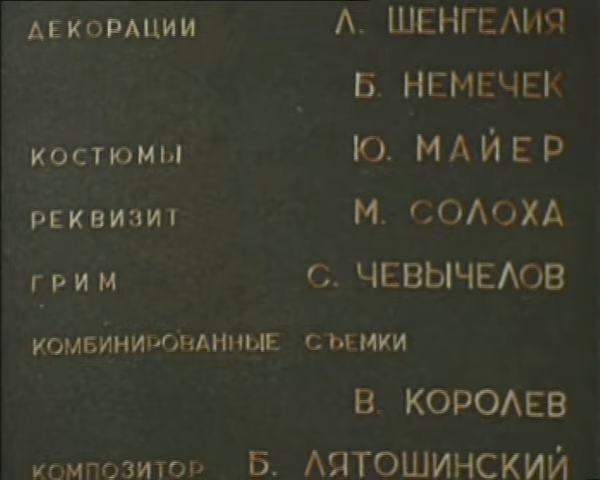 ДЕКОРАЦИИ Л. ШЕНГЕЛИЯ
Б. НЕМЕЧЕК
КОСТЮМЫ Ю. МАЙЕР
РЕКВИЗИТ М. СОЛОХА
ГРИМ С. ЧЕВЫЧЕЛОВ
КОМБИНИРОВАННЫЕ СЪЕМКИ
В. КОРОЛЕВ
КОМПОЗИТОР Б. ЛЯТОШИНСКИЙ